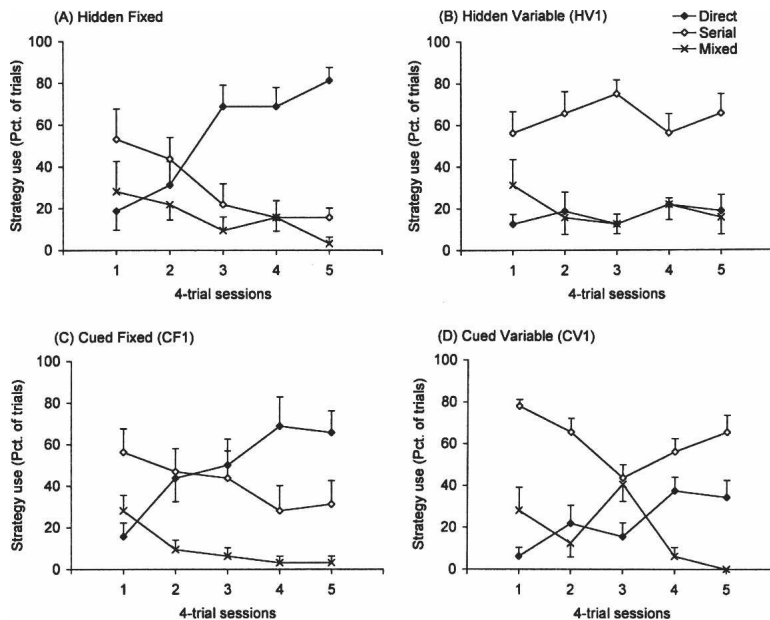 (A) Hidden Fixed
100
80
60
40
20
0
Strategy use (Pct. of trials)
1 2 3 4 5
4-trial sessions
(B) Hidden Variable (HV1)
Direct
Serial
Mixed
100
80
60
40
20
0
Strategy use (Pct. of trials)
1 2 3 4 5
4-trial sessions
(C) Cued Fixed (CF1)
100
80
60
40
20
0
Strategy use (Pct. of trials)
1 2 3 4 5
4-trial sessions
(D) Cued Variable (CV1)
100
80
60
40
20
0
Strategy use (Pct. of trials)
1 2 3 4 5
4-trial sessions